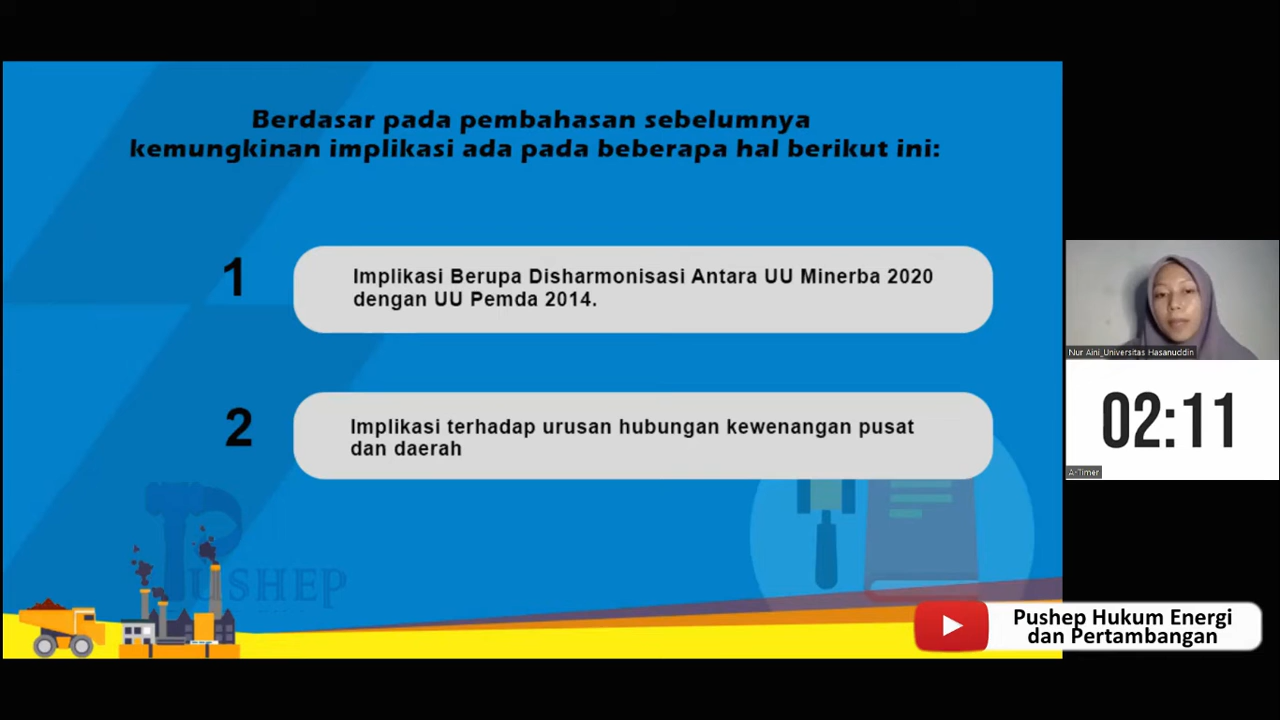 Berdasar pada pembahasan sebelumnya
kemungkinan implikasi ada pada beberapa hal berikut ini:
1
Implikasi Berupa Disharmonisasi Antara UU Minerba 2020
dengan UU Pemda 2014.
2
Implikasi terhadap urusan hubungan kewenangan pusat
dan daerah
PUSHEP
Nur Aini_Universitas Hasanuddin
02:11
A-Timer
Pushep Hukum Energi
dan Pertambangan